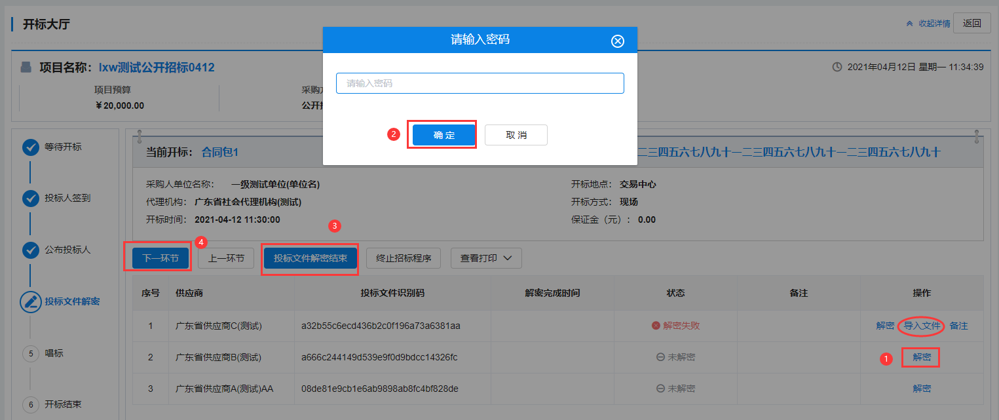 开标大厅
收起详情 返回
请输入密码
请输入密码
2 确 定 取 消
项目名称: lxw测试公开招标0412
2021年04月12日 星期一 11:34:39
项目预算
¥20,000.00
采购
公开
等待开标
投标人签到
公布投标人
投标文件解密
5 唱标
6 开标结束
当前开标: 合同包1
二三四五六七八九十一二三四五六七八九十一二三四五六七八九十
采购人单位名称: 一级测试单位(单位名) 开标地点: 交易中心
代理机构: 广东省社会代理机构(测试) 开标方式: 现场
开标时间: 2021-04-12 11:30:00 保证金（元）: 0.00
3
4
下一环节 上一环节 投标文件解密结束 终止招标程序 查看打印
序号 供应商 投标文件识别码 解密完成时间 状态 备注 操作
1 广东省供应商C(测试) a32b55c6ecd436b2c0f196a73a6381aa 解密失败 解密 导入文件 备注
2 广东省供应商B(测试) a666c244149d539e9f0d9bdcc14326fc 未解密 1 解密
3 广东省供应商A(测试)AA 08de81e9cb1e6ab9898ab8fc4bf828de 未解密 解密